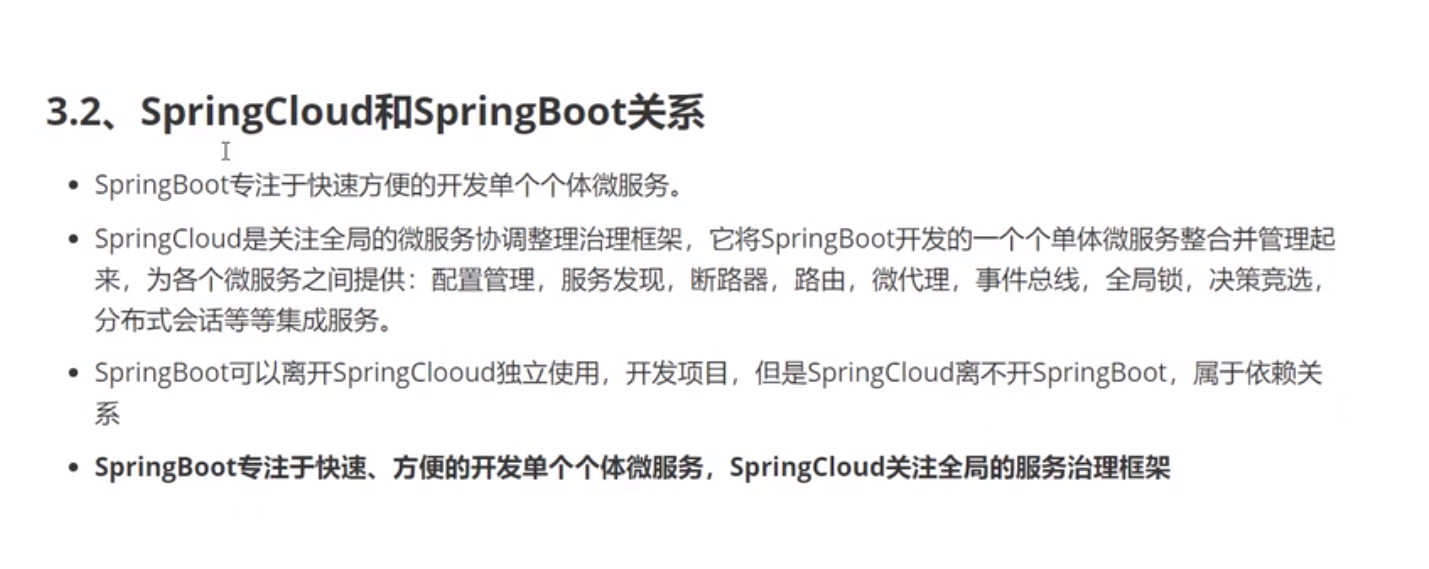 3.2、SpringCloud和SpringBoot关系
SpringBoot专注于快速方便的开发单个个体微服务。
SpringCloud是关注全局的微服务协调整理治理框架，它将SpringBoot开发的一个个单体微服务整合并管理起
来，为各个微服务之间提供：配置管理，服务发现，断路器，路由，微代理，事件总线，全局锁，决策竞选，
分布式会话等等集成服务。
SpringBoot可以离开SpringClooud独立使用，开发项目，但是SpringCloud离不开SpringBoot，属于依赖关
系
SpringBoot专注于快速、方便的开发单个个体微服务，SpringCloud关注全局的服务治理框架